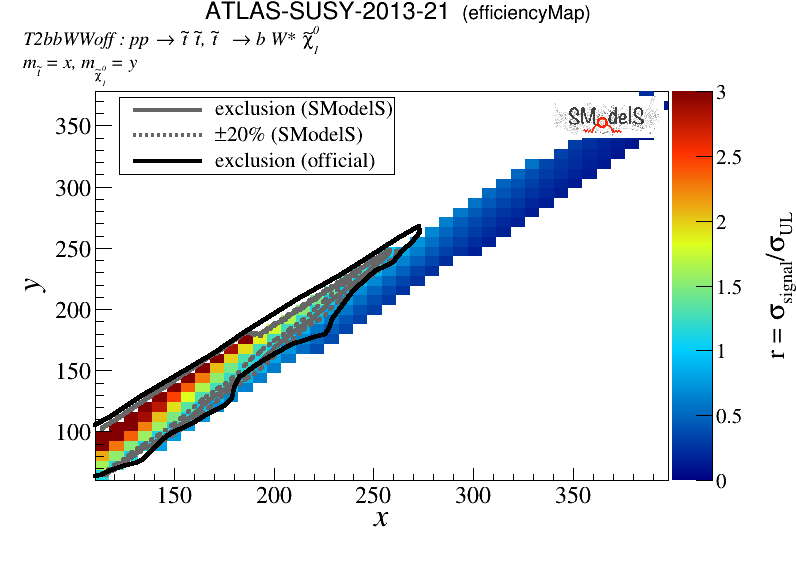 ATLAS-SUSY-2013-21 (efficiencyMap)
T2bbWWoff : pp → t̃ t̃, t̃ → b W* χ̃₁⁰
m_t̃ = x, m_χ̃₁⁰ = y
exclusion (SModelS)
±20% (SModelS)
exclusion (official)
SModelS
350
300
250
200
150
100
y
150
200
250
300
350
x
3
2.5
2
1.5
1
0.5
0
r = σ_signal/σ_UL